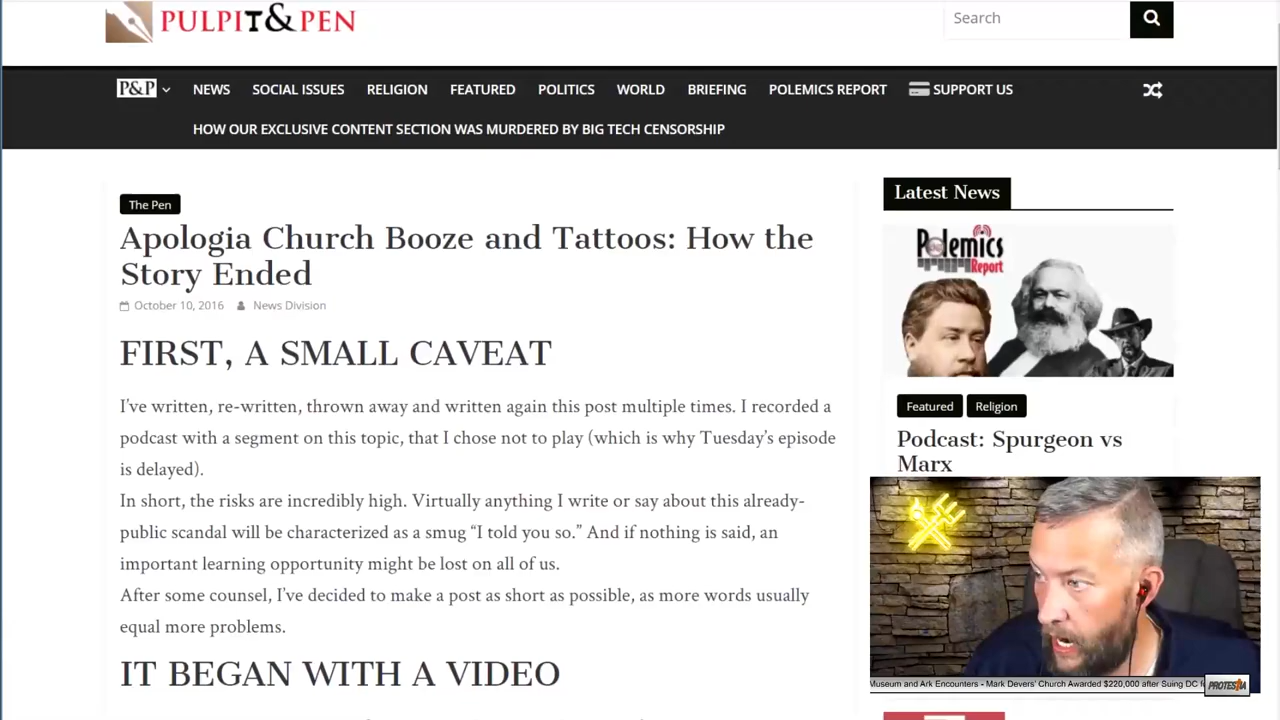 PULPIT&PEN
Search
P&P
NEWS
SOCIAL ISSUES
RELIGION
FEATURED
POLITICS
WORLD
BRIEFING
POLEMICS REPORT
SUPPORT US
HOW OUR EXCLUSIVE CONTENT SECTION WAS MURDERED BY BIG TECH CENSORSHIP
The Pen
Apologia Church Booze and Tattoos: How the
Story Ended
October 10, 2016 News Division
FIRST, A SMALL CAVEAT
I’ve written, re-written, thrown away and written again this post multiple times. I recorded a
podcast with a segment on this topic, that I chose not to play (which is why Tuesday’s episode
is delayed).
In short, the risks are incredibly high. Virtually anything I write or say about this already-
public scandal will be characterized as a smug “I told you so.” And if nothing is said, an
important learning opportunity might be lost on all of us.
After some counsel, I’ve decided to make a post as short as possible, as more words usually
equal more problems.
IT BEGAN WITH A VIDEO
Latest News
Polemics
Report
Featured
Religion
Podcast: Spurgeon vs
Marx
Museum and Ark Encounters - Mark Devers' Church Awarded $220,000 after Suing DC
PROTESTIA